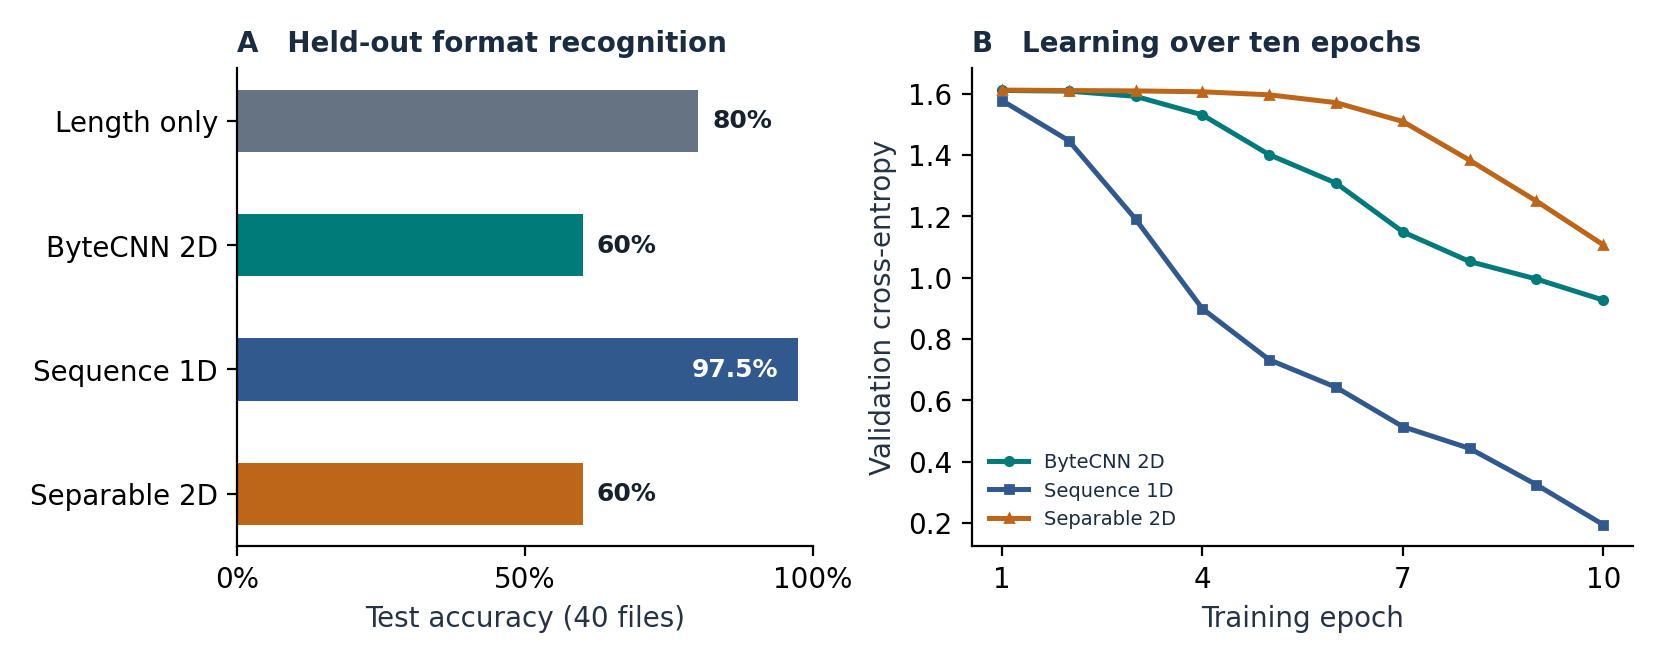 A Held-out format recognition
Length only
80%
ByteCNN 2D
60%
Sequence 1D
97.5%
Separable 2D
60%
0%
50%
100%
Test accuracy (40 files)
B Learning over ten epochs
Validation cross-entropy
1.6
1.4
1.2
1.0
0.8
0.6
0.4
0.2
ByteCNN 2D
Sequence 1D
Separable 2D
1
4
7
10
Training epoch